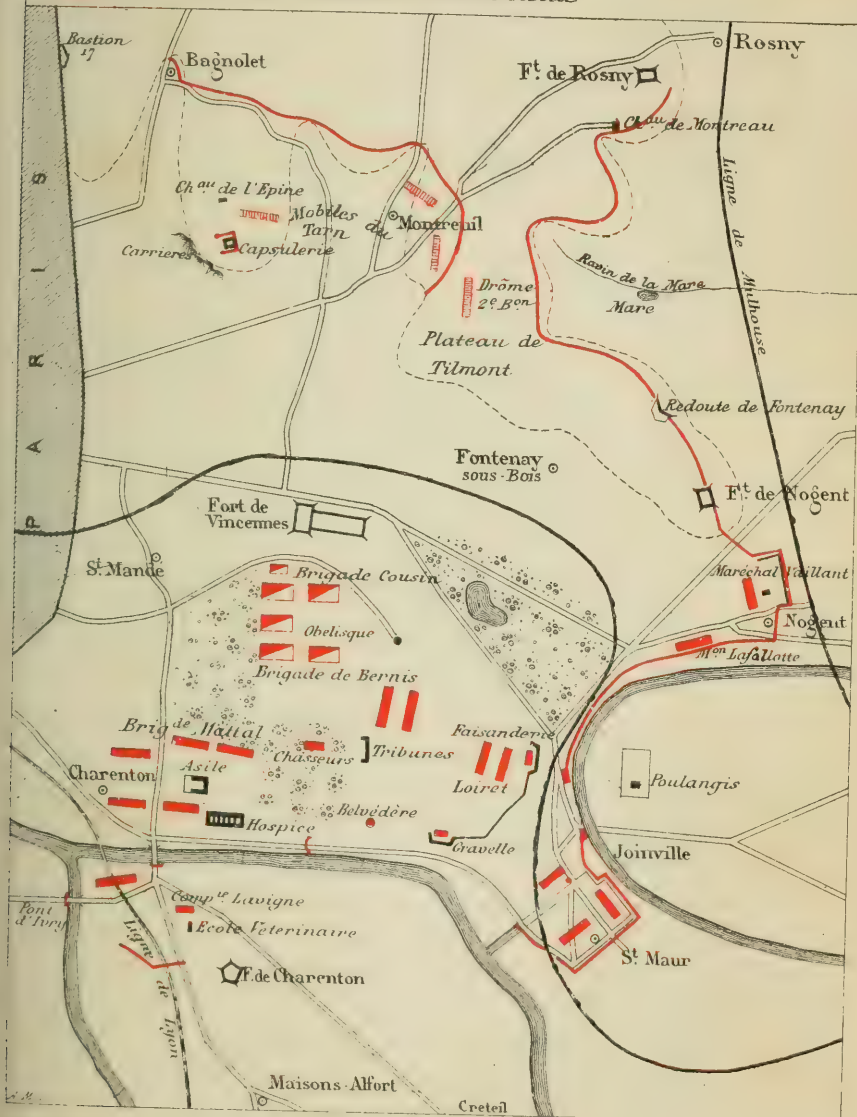 Bastion
17
Bagnolet
Rosny
Ft. de Rosny
Chau de Montreau
Chau de l'Epine
Mobiles
Tarn
du
Montreuil
Carrieres
Capsulerie
Ligne de Mulhouse
Drôme
2e Bon
Ravin de la Mare
Mare
Plateau de
Tilmont
PARIS
Redoute de Fontenay
Fontenay
sous-Bois
Ft. de Nogent
Fort de
Vincennes
St. Mandé
Brigade Cousin
Maréchal Vaillant
Obelisque
Nogent
Mon Lafallotte
Brigade de Bernis
Brigde Mattat
Faisanderie
Chasseurs
Tribunes
Charenton
Asile
Loiret
Poulangis
Belvédère
Hospice
Gravelle
Joinville
Pont
d'Ivry
Compie Lavigne
Ecole Veterinaire
St. Maur
Ligne de Lyon
F. de Charenton
Maisons-Alfort
Creteil